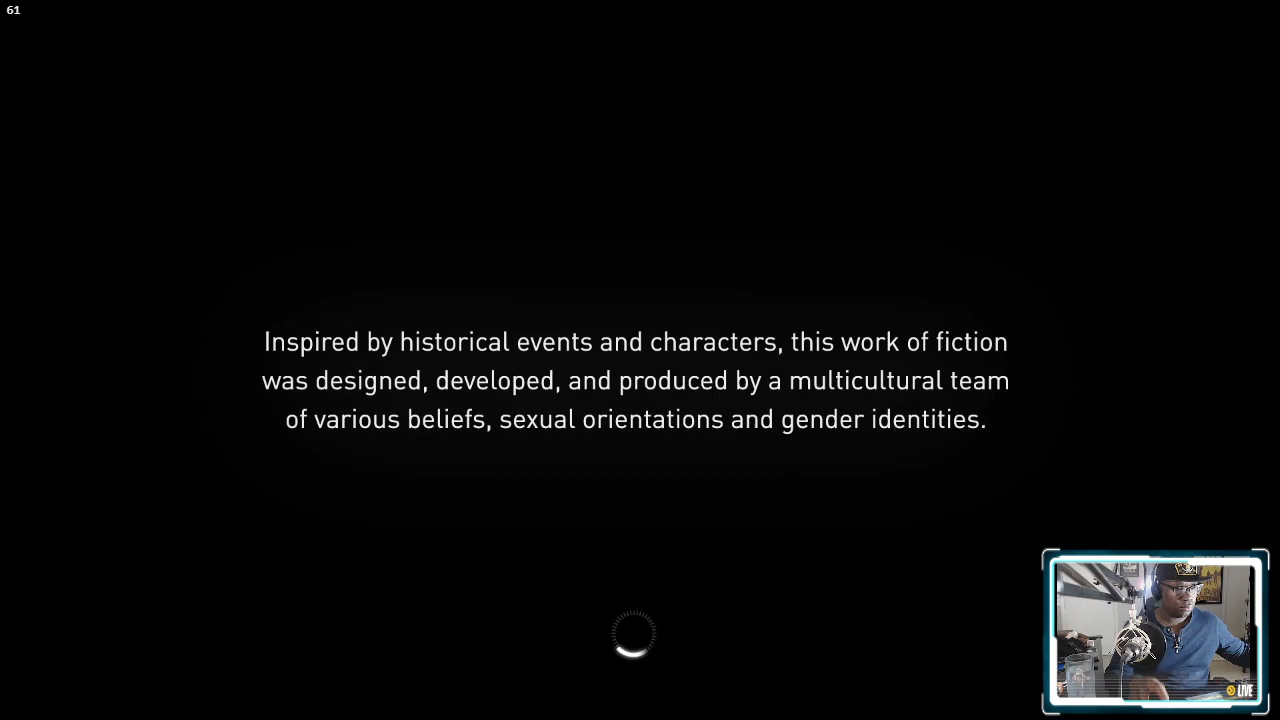 61
Inspired by historical events and characters, this work of fiction
was designed, developed, and produced by a multicultural team
of various beliefs, sexual orientations and gender identities.
LIVE